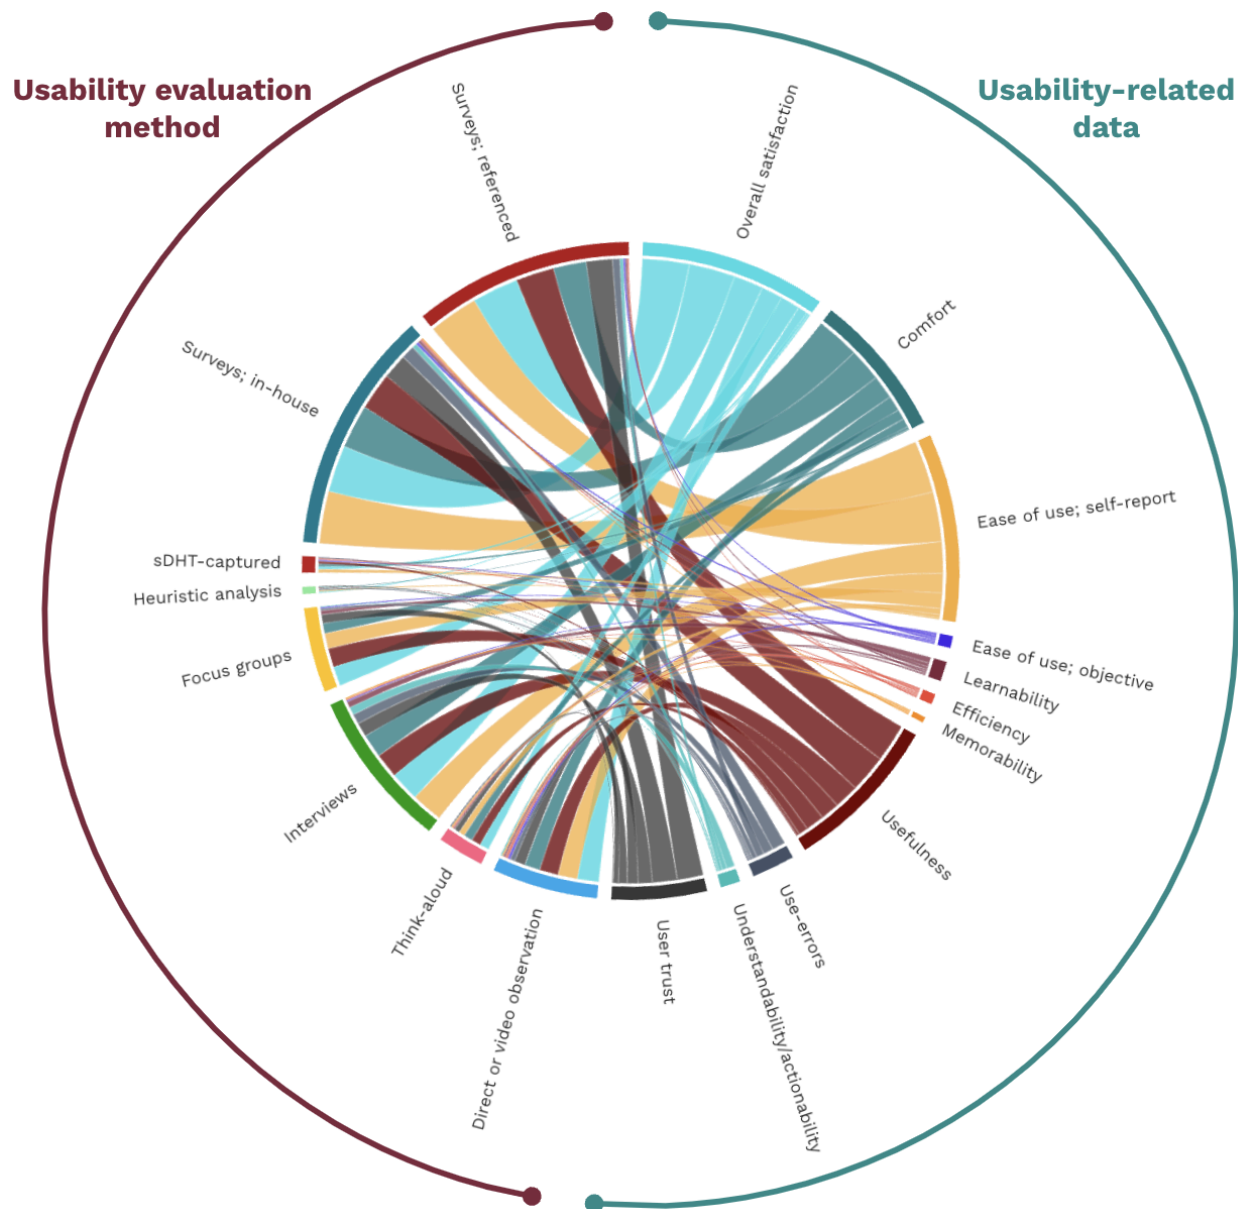 Usability evaluation
method
Usability-related
data
Surveys; referenced
Surveys; in-house
sDHT-captured
Heuristic analysis
Focus groups
Interviews
Think-aloud
Direct or video observation
Overall satisfaction
Comfort
Ease of use; self-report
Ease of use; objective
Learnability
Efficiency
Memorability
Usefulness
Use-errors
Understandability/actionability
User trust